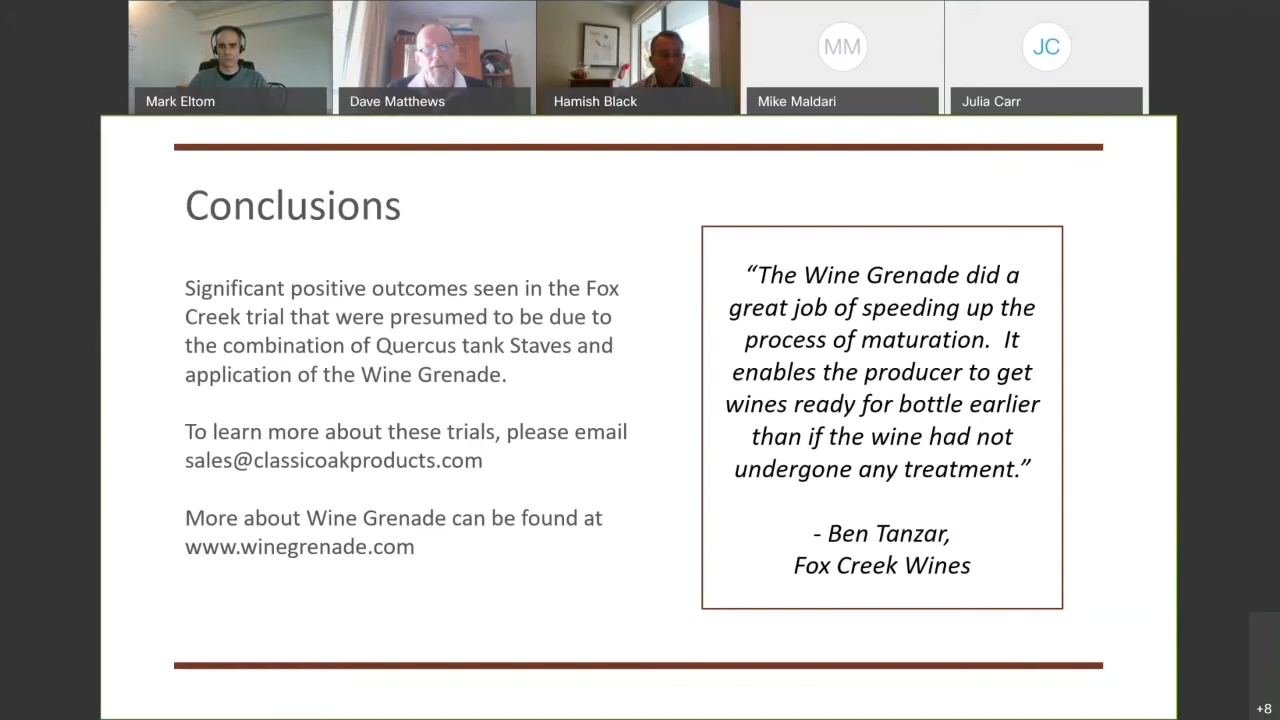 Mark Eltom
Dave Matthews
Hamish Black
MM
Mike Maldari
JC
Julia Carr
Conclusions
Significant positive outcomes seen in the Fox
Creek trial that were presumed to be due to
the combination of Quercus tank Staves and
application of the Wine Grenade.
To learn more about these trials, please email
sales@classicoakproducts.com
More about Wine Grenade can be found at
www.winegrenade.com
“The Wine Grenade did a
great job of speeding up the
process of maturation.  It
enables the producer to get
wines ready for bottle earlier
than if the wine had not
undergone any treatment.”
- Ben Tanzar,
Fox Creek Wines
+8